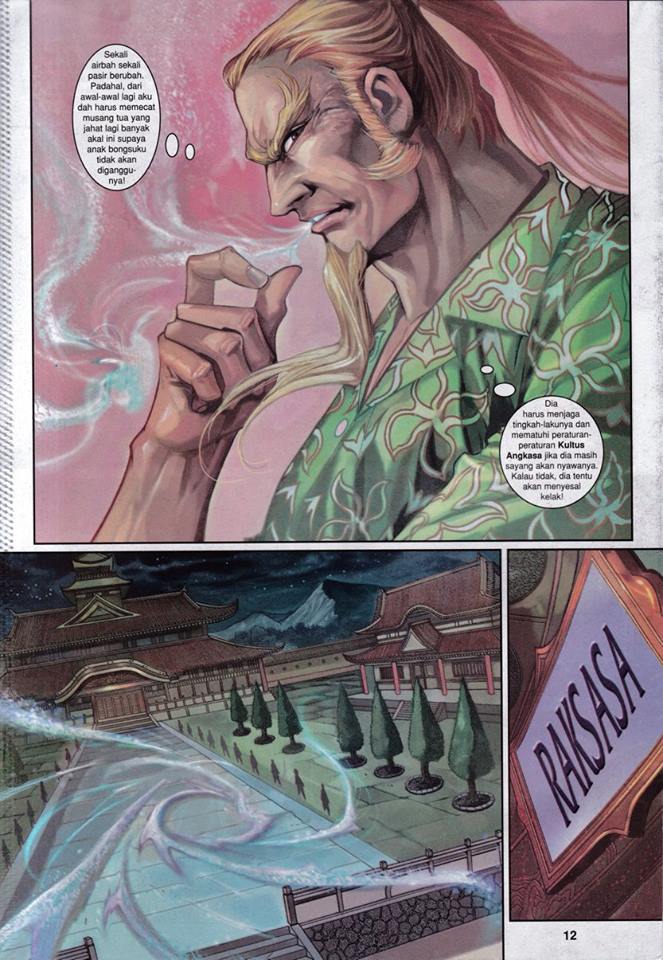 Sekali
airbah sekali
pasir berubah.
Padahal, dari
awal-awal lagi aku
dah harus memecat
musang tua yang
jahat lagi banyak
akal ini supaya
anak bongsuku
tidak akan
diganggu-
nya!
Dia
harus menjaga
tingkah-lakunya dan
mematuhi peraturan-
peraturan Kultus
Angkasa jika dia masih
sayang akan nyawanya.
Kalau tidak, dia tentu
akan menyesal
kelak!
RAKSASA
12